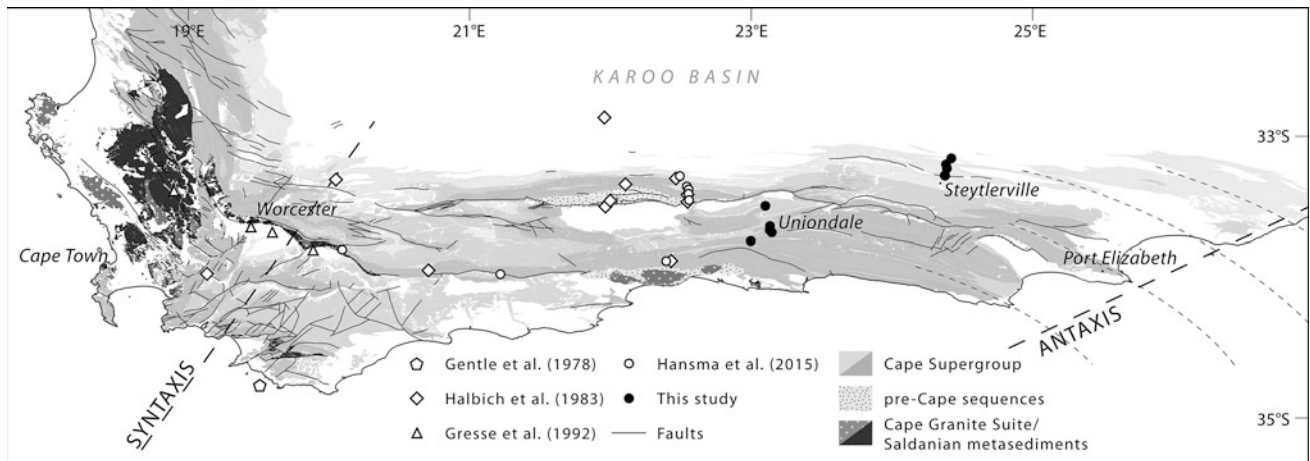 19°E
21°E
23°E
25°E
KAROO BASIN
33°S
Steytlerville
Worcester
Uniondale
Cape Town
Port Elizabeth
ANTAXIS
SYNTAXIS
Gentle et al. (1978)
Hansma et al. (2015)
Cape Supergroup
Halbich et al. (1983)
This study
pre-Cape sequences
Gresse et al. (1992)
Faults
Cape Granite Suite/
Saldanian metasediments
35°S